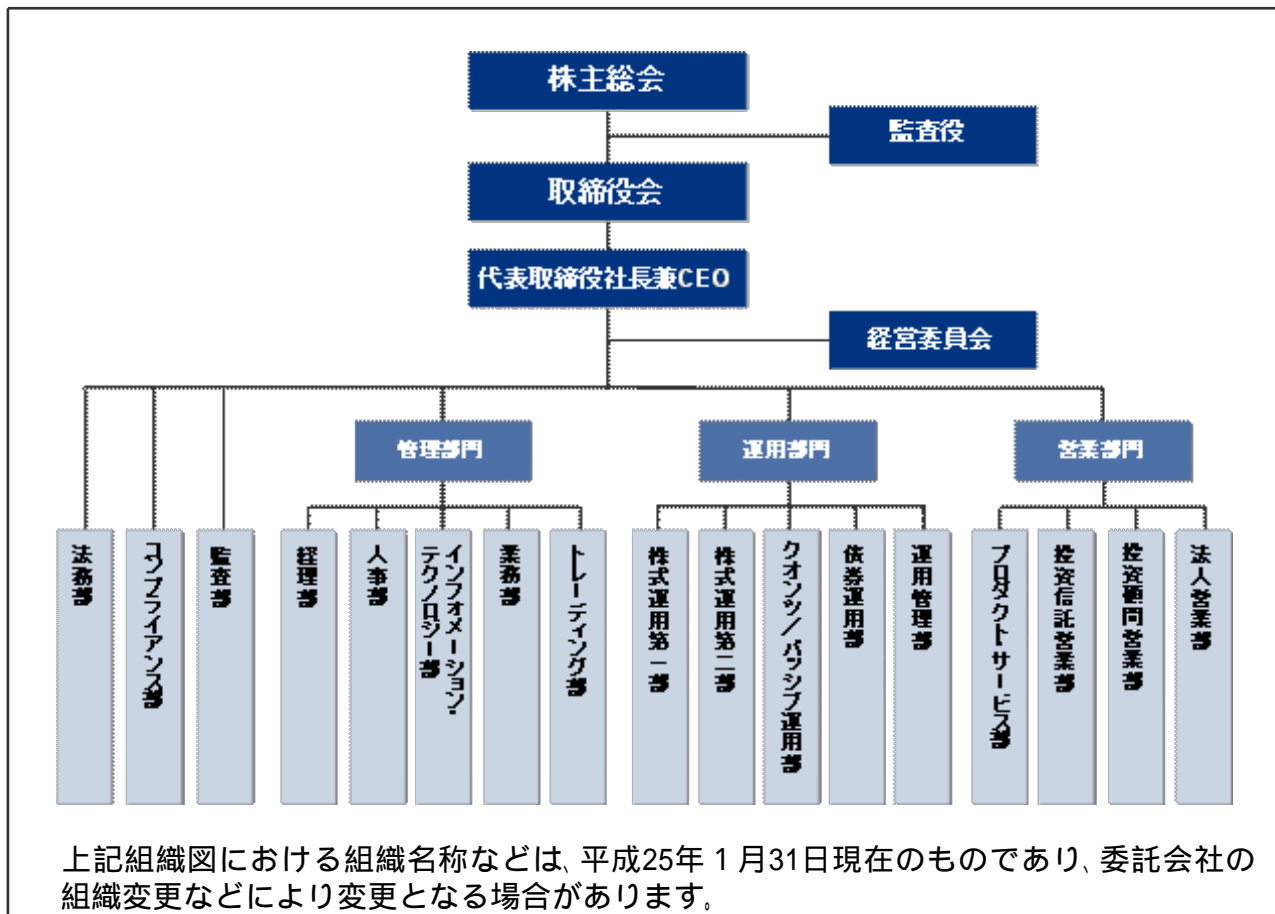 株主総会
監査役
取締役会
代表取締役社長兼CEO
経営委員会
管理部門
運用部門
営業部門
法務部
コンプライアンス部
監査部
経理部
人事部
インフォメーション・
テクノロジー部
業務部
トレーディング部
株式運用第一部
株式運用第二部
クオンツ／パッシブ運用部
債券運用部
運用管理部
プロダクトサービス部
投資信託営業部
投資顧問営業部
法人営業部
上記組織図における組織名称などは、平成25年１月31日現在のものであり、委託会社の
組織変更などにより変更となる場合があります。